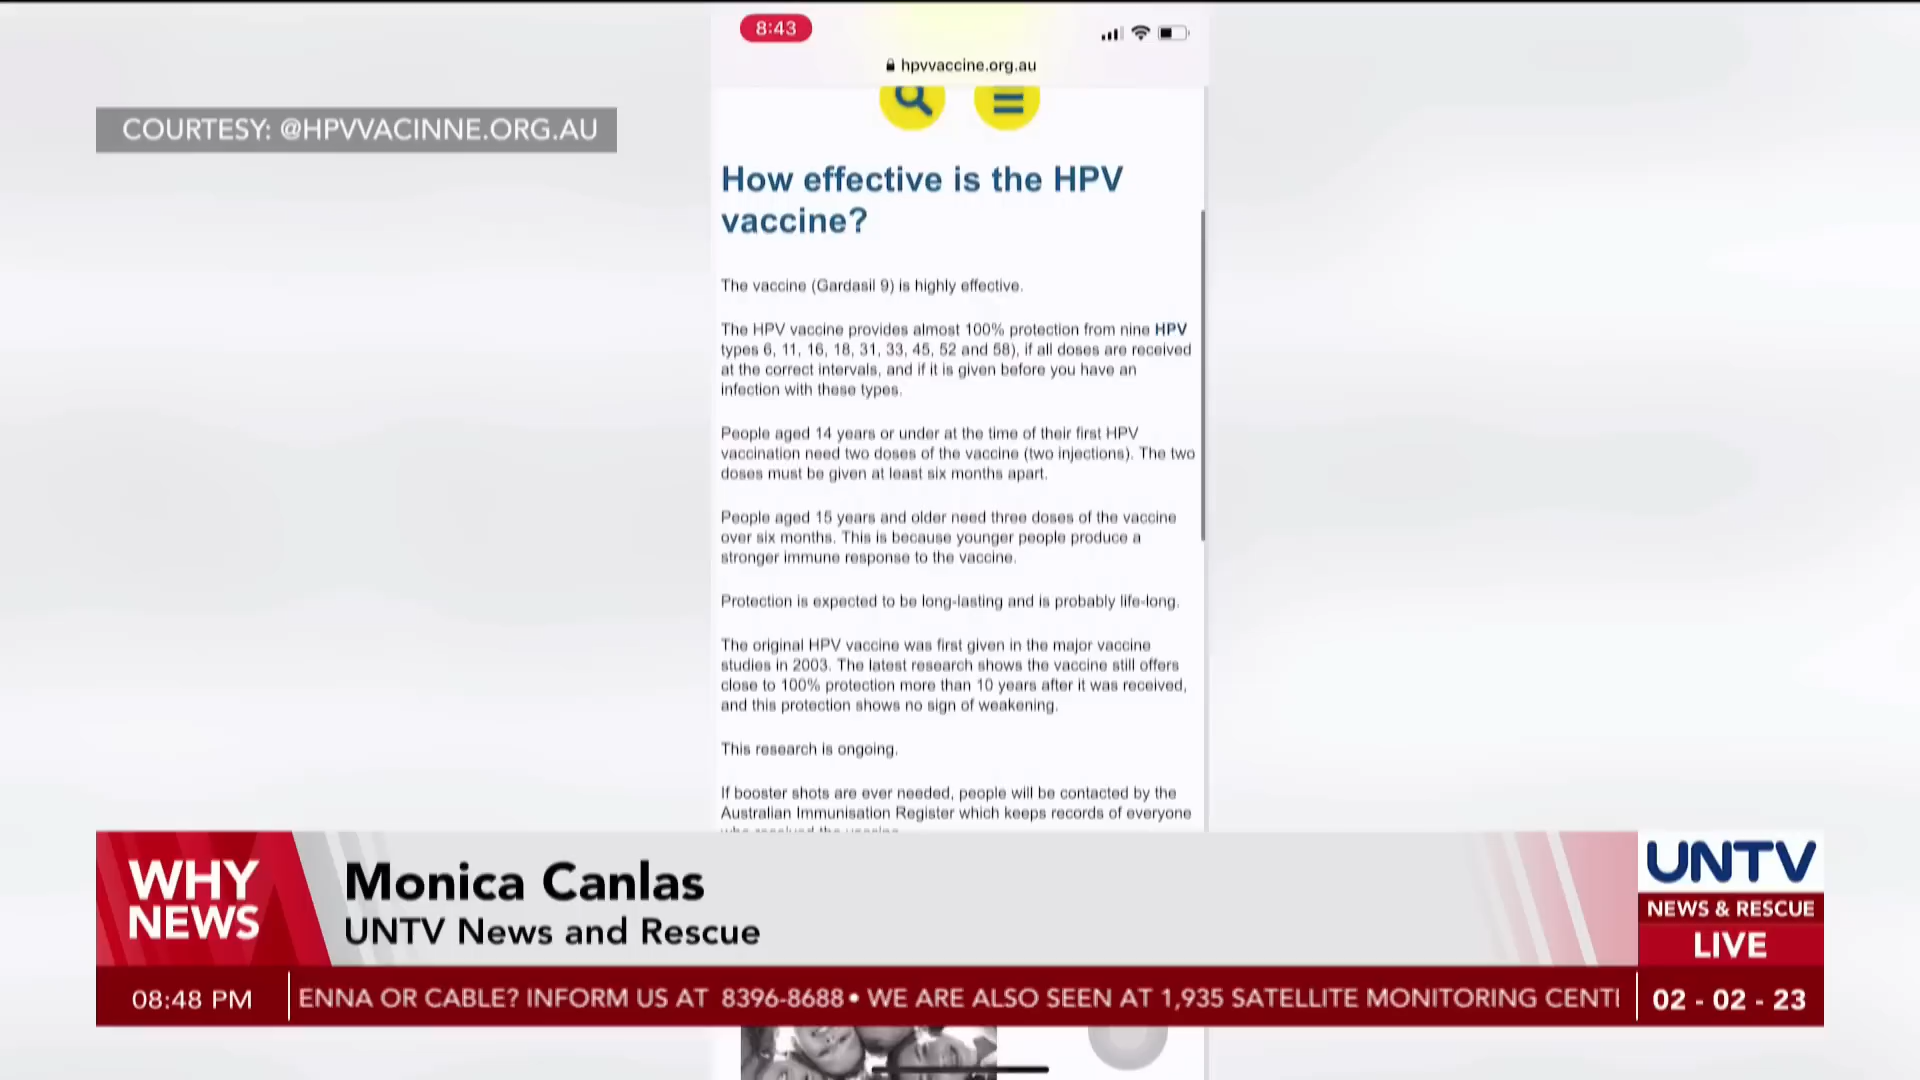 8:43
hpvvaccine.org.au
COURTESY: @HPVVACINNE.ORG.AU
How effective is the HPV
vaccine?
The vaccine (Gardasil 9) is highly effective.
The HPV vaccine provides almost 100% protection from nine HPV
types 6, 11, 16, 18, 31, 33, 45, 52 and 58), if all doses are received
at the correct intervals, and if it is given before you have an
infection with these types.
People aged 14 years or under at the time of their first HPV
vaccination need two doses of the vaccine (two injections). The two
doses must be given at least six months apart.
People aged 15 years and older need three doses of the vaccine
over six months. This is because younger people produce a
stronger immune response to the vaccine.
Protection is expected to be long-lasting and is probably life-long.
The original HPV vaccine was first given in the major vaccine
studies in 2003. The latest research shows the vaccine still offers
close to 100% protection more than 10 years after it was received,
and this protection shows no sign of weakening.
This research is ongoing.
If booster shots are ever needed, people will be contacted by the
Australian Immunisation Register which keeps records of everyone
WHY
NEWS
Monica Canlas
UNTV News and Rescue
UNTV
NEWS & RESCUE
LIVE
08:48 PM
ENNA OR CABLE? INFORM US AT 8396-8688 • WE ARE ALSO SEEN AT 1,935 SATELLITE MONITORING CENT
02 - 02 - 23